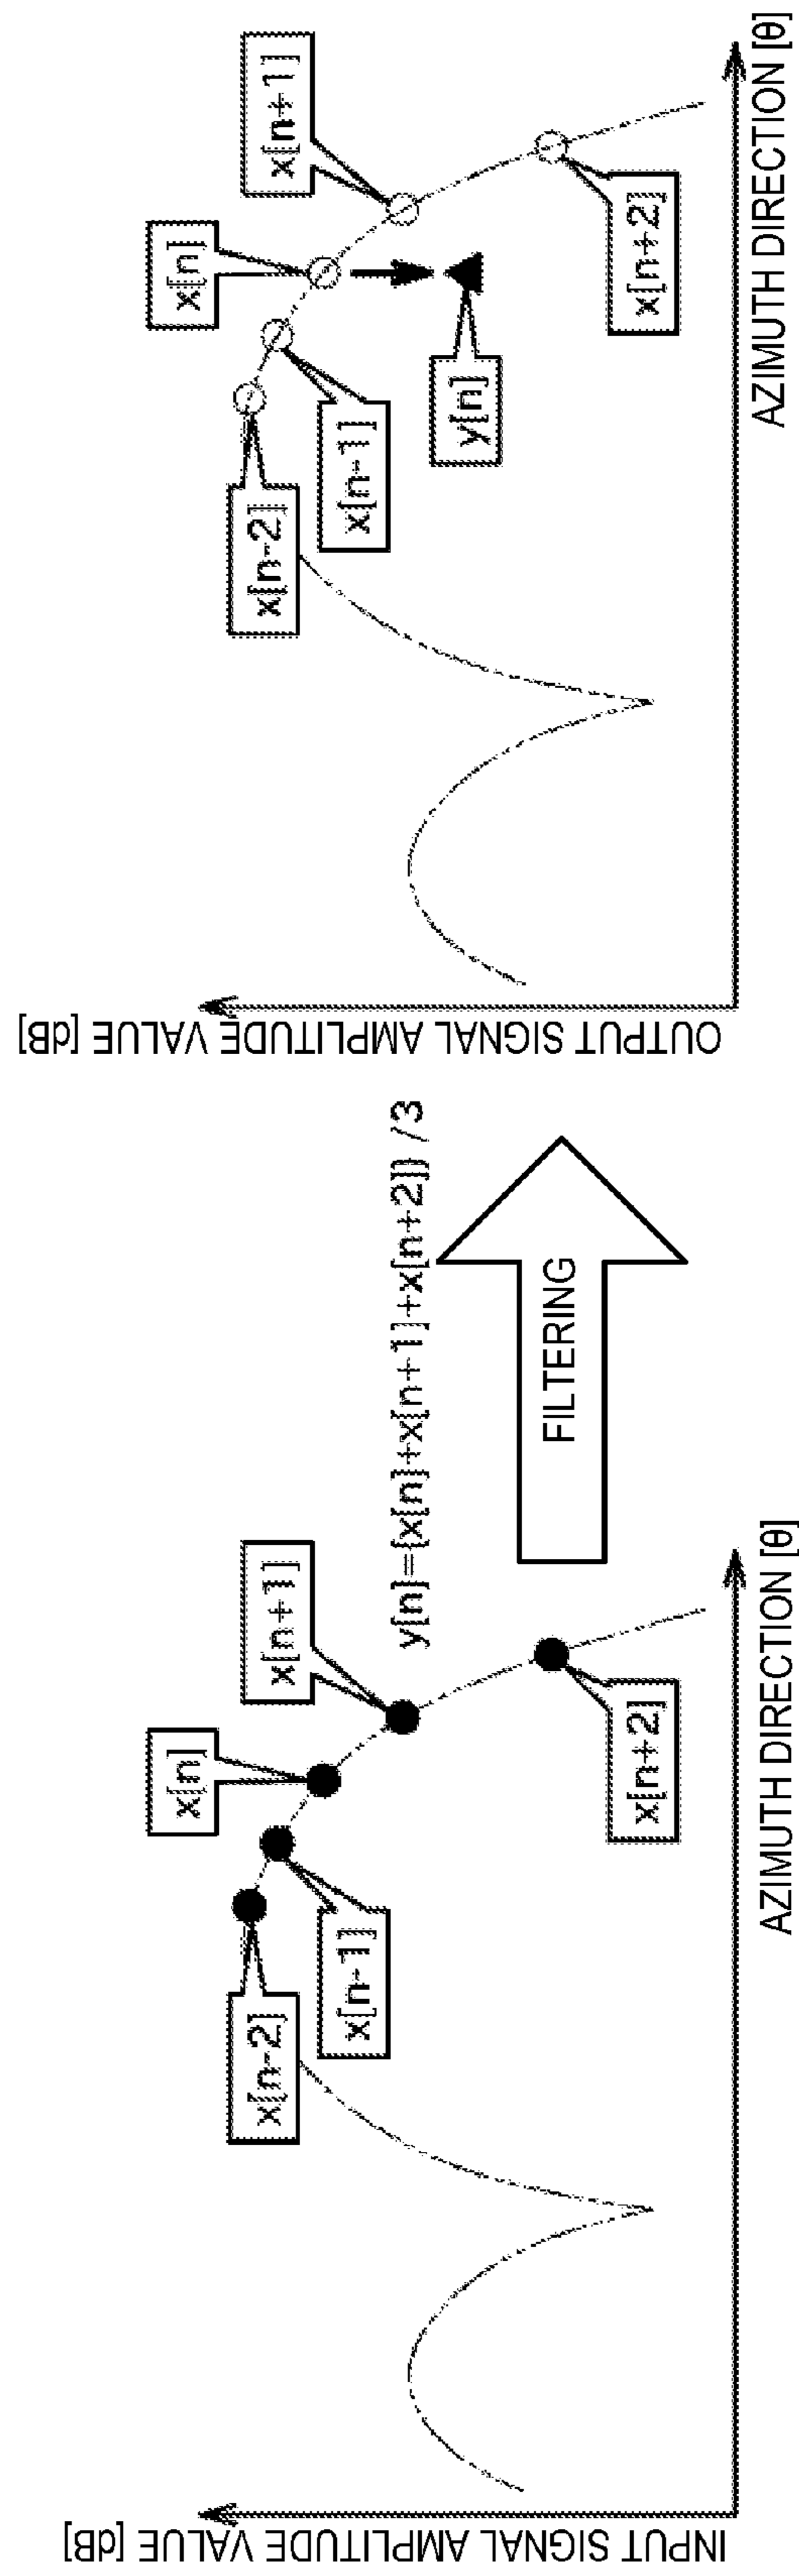 INPUT SIGNAL AMPLITUDE VALUE [dB]
x[n-2]
x[n-1]
x[n]
x[n+1]
x[n+2]
AZIMUTH DIRECTION [θ]
y[n]={x[n]+x[n+1]+x[n+2]}/3
FILTERING
OUTPUT SIGNAL AMPLITUDE VALUE [dB]
x[n-2]
x[n-1]
x[n]
x[n+1]
y[n]
x[n+2]
AZIMUTH DIRECTION [θ]